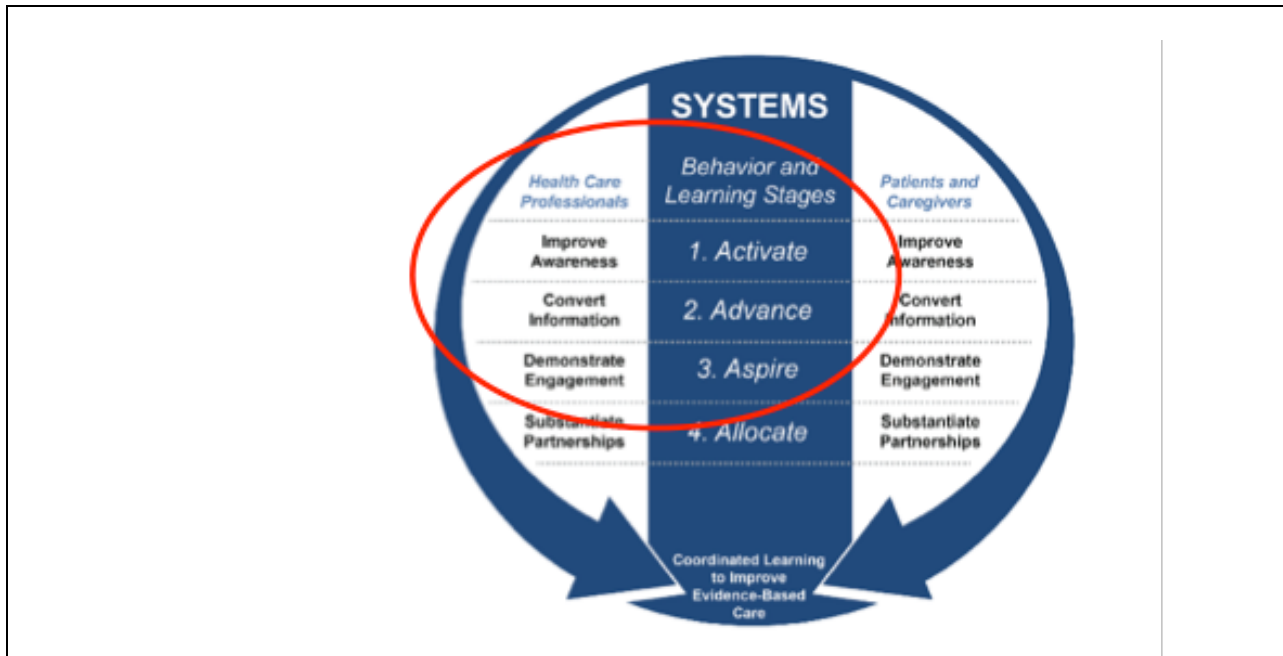 SYSTEMS
Health Care
Professionals
Behavior and
Learning Stages
Patients and
Caregivers
Improve
Awareness
1. Activate
Improve
Awareness
Convert
Information
2. Advance
Convert
Information
Demonstrate
Engagement
3. Aspire
Demonstrate
Engagement
Substantiate
Partnerships
4. Allocate
Substantiate
Partnerships
Coordinated Learning
to Improve
Evidence-Based
Care